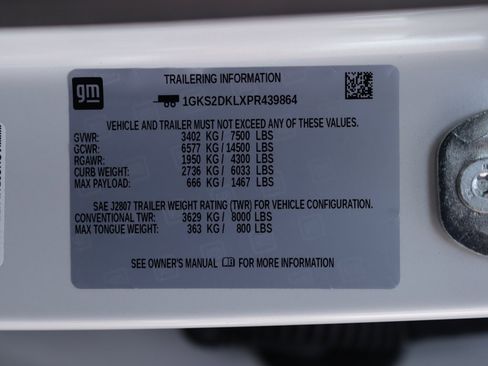 gm
TRAILERING INFORMATION
1GKS2DKLXPR439864
VEHICLE AND TRAILER MUST NOT EXCEED ANY OF THESE VALUES.
GVWR: 3402 KG / 7500 LBS
GCWR: 6577 KG / 14500 LBS
RGAWR: 1950 KG / 4300 LBS
CURB WEIGHT: 2736 KG / 6033 LBS
MAX PAYLOAD: 666 KG / 1467 LBS
SAE J2807 TRAILER WEIGHT RATING (TWR) FOR VEHICLE CONFIGURATION.
CONVENTIONAL TWR: 3629 KG / 8000 LBS
MAX TONGUE WEIGHT: 363 KG / 800 LBS
SEE OWNER'S MANUAL FOR MORE INFORMATION